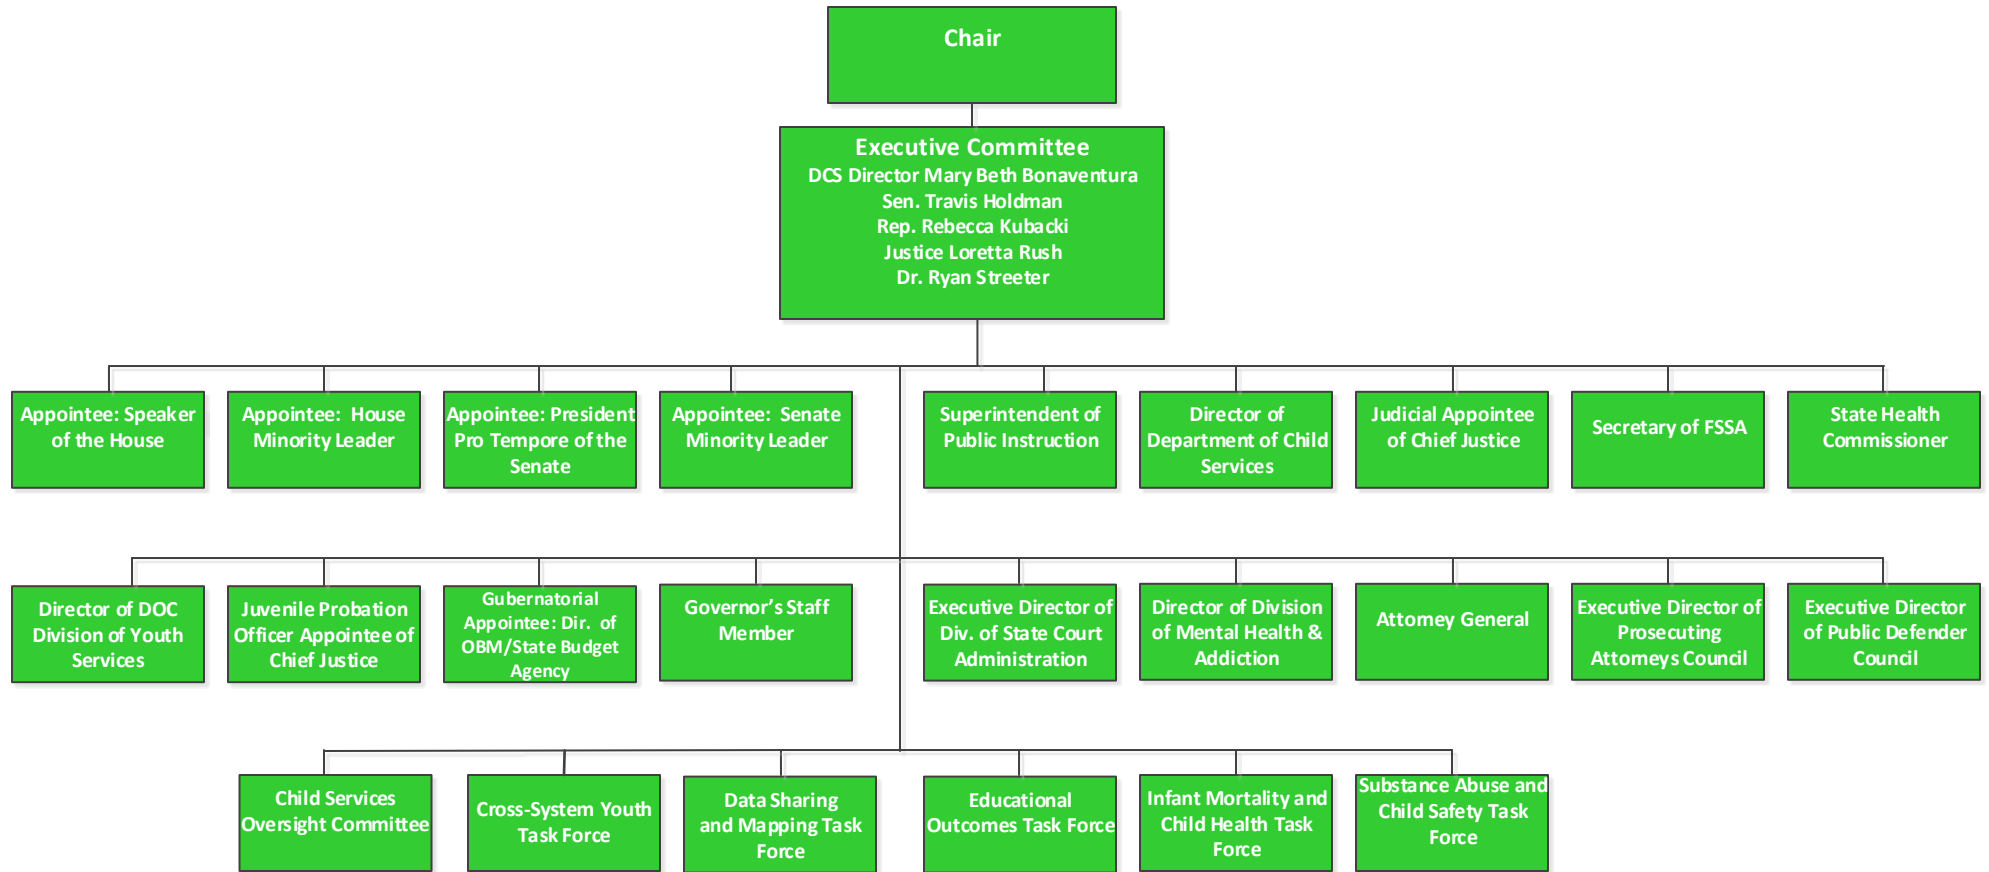 Chair
Executive Committee
DCS Director Mary Beth Bonaventura
Sen. Travis Holdman
Rep. Rebecca Kubacki
Justice Loretta Rush
Dr. Ryan Streeter
Appointee: Speaker
of the House
Appointee:  House
Minority Leader
Appointee: President
Pro Tempore of the
Senate
Appointee:  Senate
Minority Leader
Superintendent of
Public Instruction
Director of
Department of Child
Services
Judicial Appointee
of Chief Justice
Secretary of FSSA
State Health
Commissioner
Director of DOC
Division of Youth
Services
Juvenile Probation
Officer Appointee of
Chief Justice
Gubernatorial
Appointee: Dir.  of
OBM/State Budget
Agency
Governor’s Staff
Member
Executive Director of
Div. of State Court
Administration
Director of Division
of Mental Health &
Addiction
Attorney General
Executive Director of
Prosecuting
Attorneys Council
Executive Director
of Public Defender
Council
Child Services
Oversight Committee
Cross-System Youth
Task Force
Data Sharing
and Mapping Task
Force
Educational
Outcomes Task Force
Infant Mortality and
Child Health Task
Force
Substance Abuse and
Child Safety Task
Force